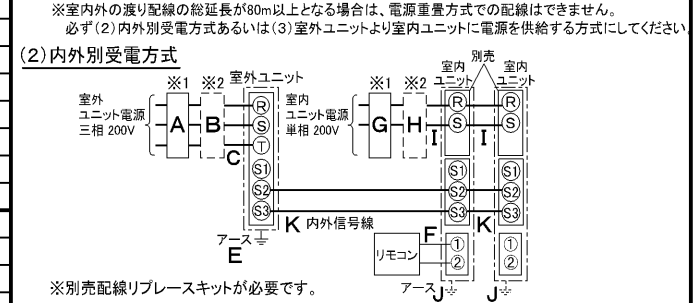 ※室内外の渡り配線の総延長が80m以上となる場合は、電源重畳方式での配線はできません。
必ず(2)内外別受電方式あるいは(3)室外ユニットより室内ユニットに電源を供給する方式にしてください。
(2)内外別受電方式
別売
※1 ※2 室外ユニット
※1 ※2 室内ユニット 室内ユニット
室外
ユニット電源
三相 200V
A B C
R
S
T
S1
S2
S3
室内
ユニット電源
単相 200V
G H I I
R R
S S
S1 S1
S2 S2
S3 S3
K 内外信号線 K
アース
E
リモコン F
① ①
② ②
アース J J
※別売配線リプレースキットが必要です。